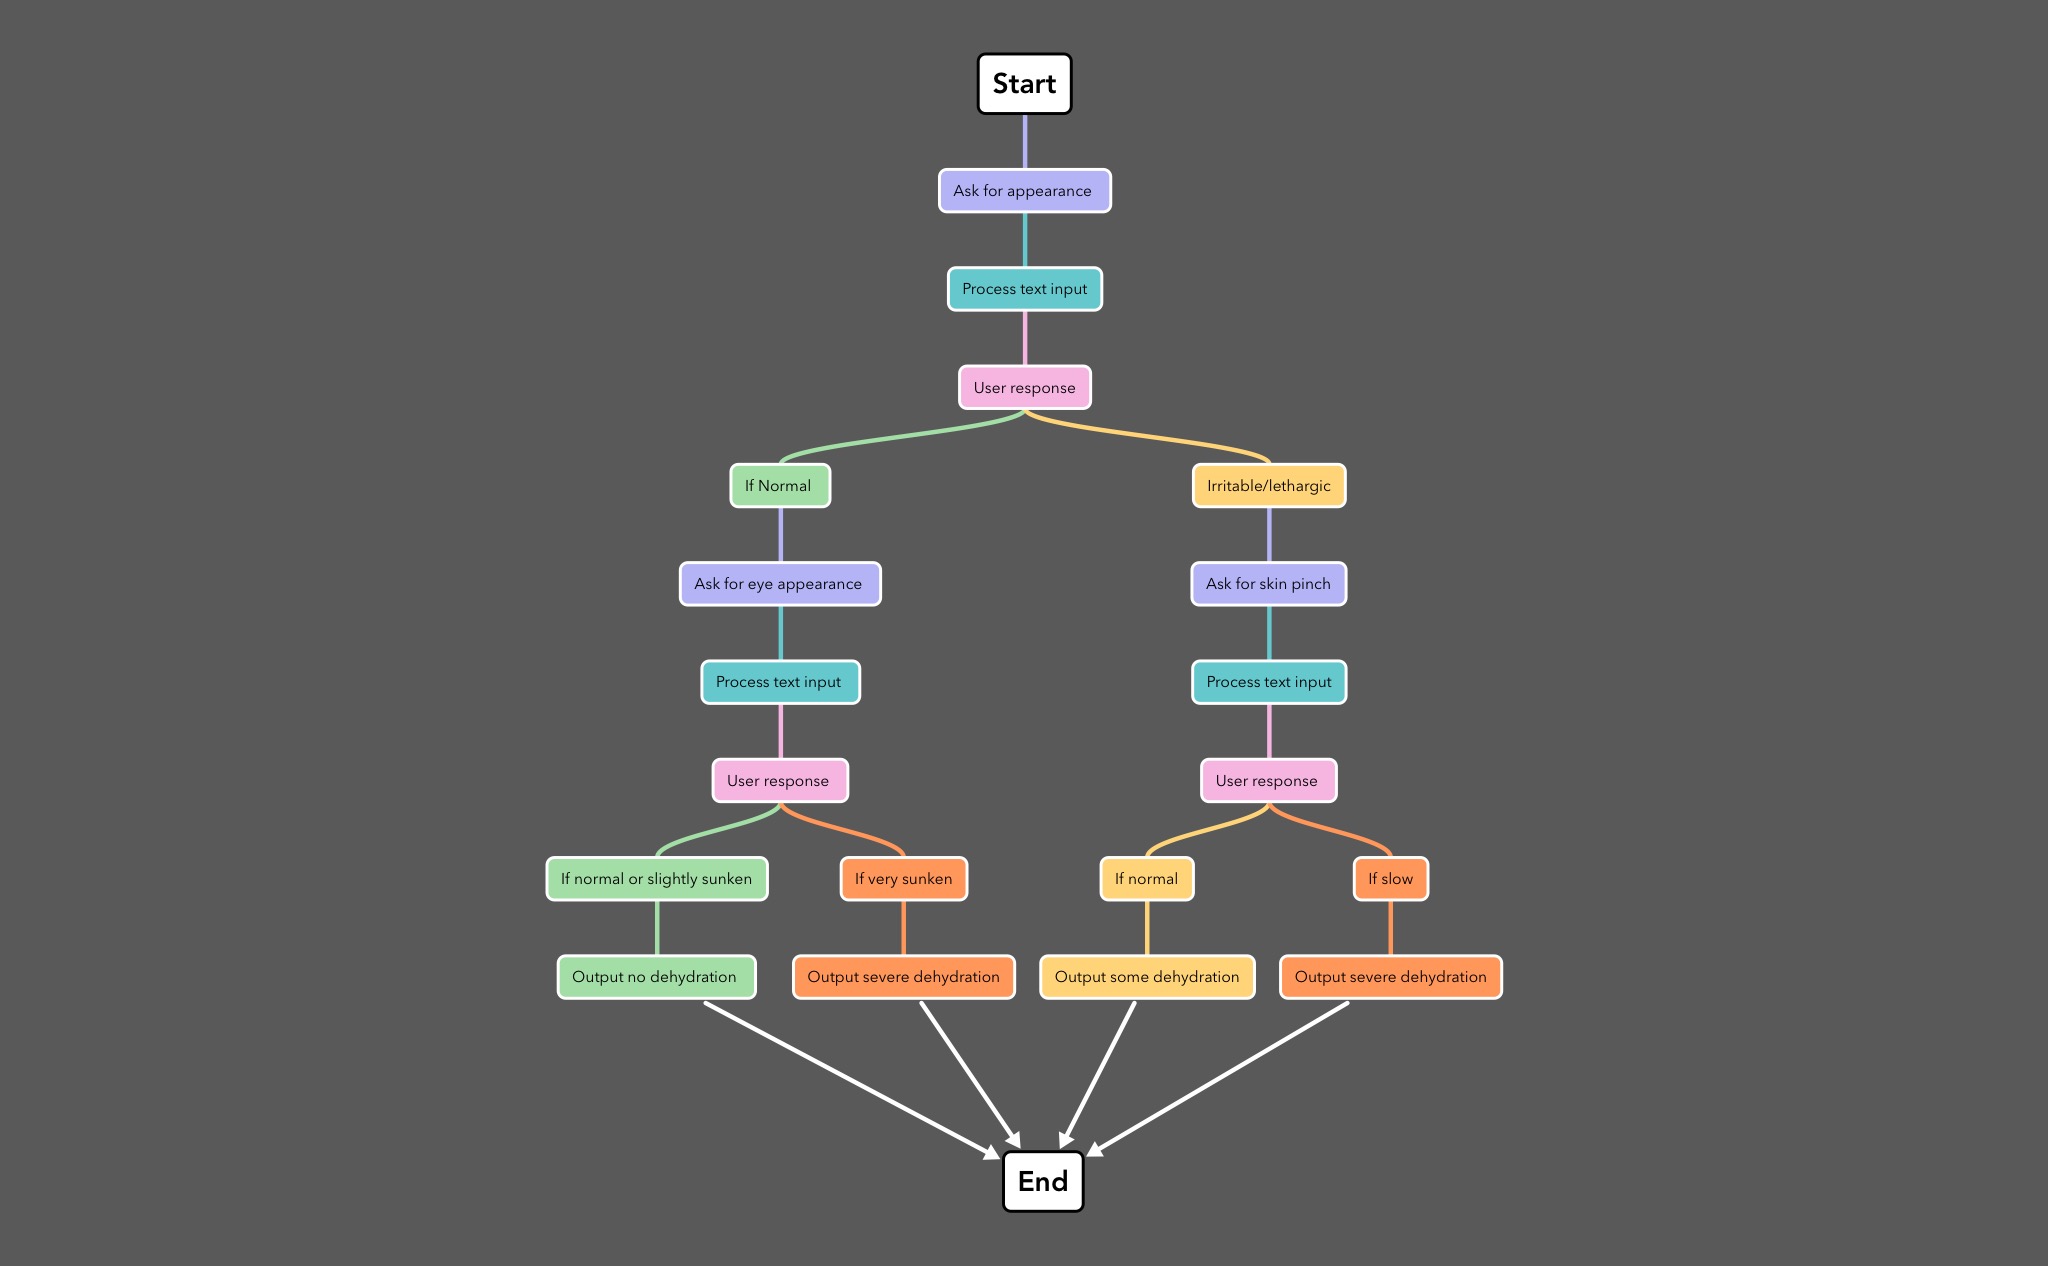 Start
Ask for appearance
Process text input
User response
If Normal
Irritable/lethargic
Ask for eye appearance
Ask for skin pinch
Process text input
Process text input
User response
User response
If normal or slightly sunken
If very sunken
If normal
If slow
Output no dehydration
Output severe dehydration
Output some dehydration
Output severe dehydration
End